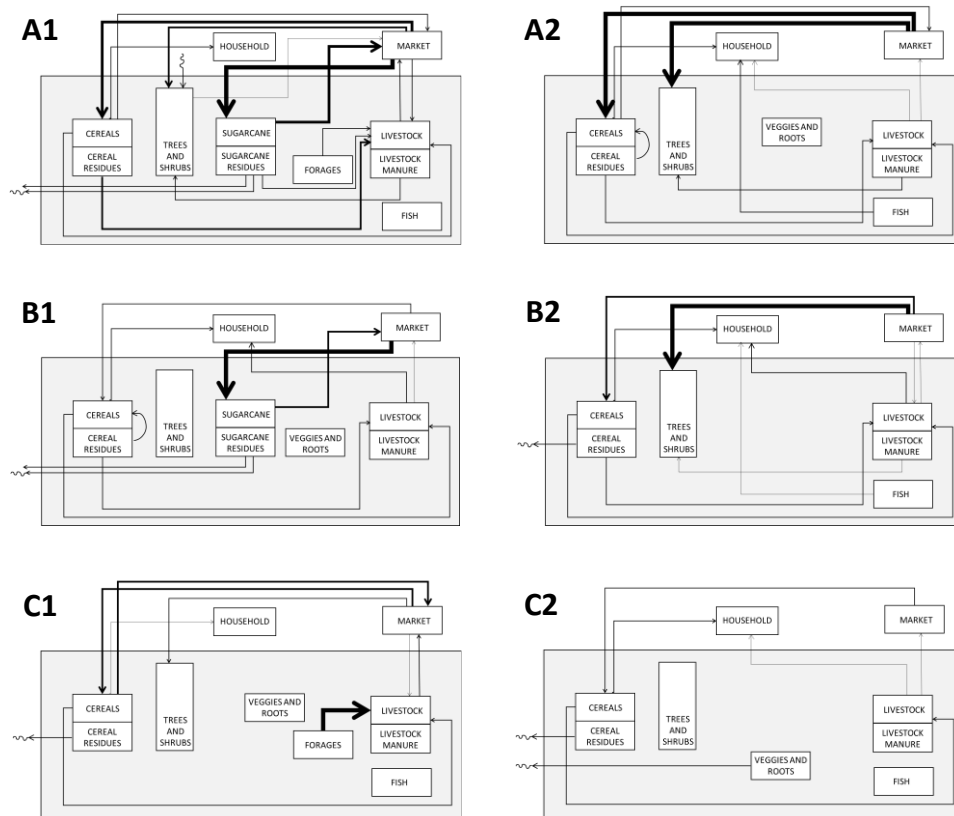 A1
HOUSEHOLD
MARKET
CEREALS
CEREAL
RESIDUES
TREES
AND
SHRUBS
SUGARCANE
SUGARCANE
RESIDUES
FORAGES
LIVESTOCK
LIVESTOCK
MANURE
FISH
A2
HOUSEHOLD
MARKET
CEREALS
CEREAL
RESIDUES
TREES
AND
SHRUBS
VEGGIES AND
ROOTS
LIVESTOCK
LIVESTOCK
MANURE
FISH
B1
HOUSEHOLD
MARKET
CEREALS
CEREAL
RESIDUES
TREES
AND
SHRUBS
SUGARCANE
SUGARCANE
RESIDUES
VEGGIES AND
ROOTS
LIVESTOCK
LIVESTOCK
MANURE
B2
HOUSEHOLD
MARKET
CEREALS
CEREAL
RESIDUES
TREES
AND
SHRUBS
LIVESTOCK
LIVESTOCK
MANURE
FISH
C1
HOUSEHOLD
MARKET
CEREALS
CEREAL
RESIDUES
TREES
AND
SHRUBS
VEGGIES AND
ROOTS
FORAGES
LIVESTOCK
LIVESTOCK
MANURE
FISH
C2
HOUSEHOLD
MARKET
CEREALS
CEREAL
RESIDUES
TREES
AND
SHRUBS
VEGGIES AND
ROOTS
LIVESTOCK
LIVESTOCK
MANURE
FISH